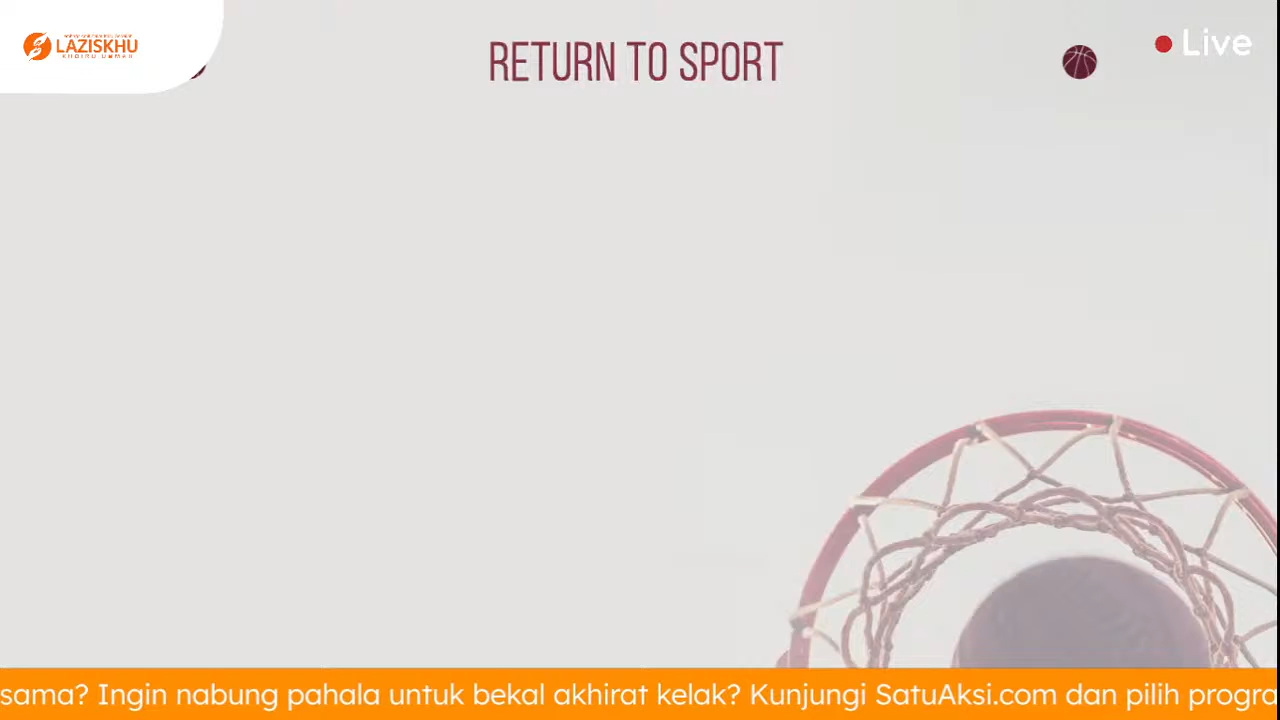 LAZISKHU
RETURN TO SPORT
Live
sama? Ingin nabung pahala untuk bekal akhirat kelak? Kunjungi SatuAksi.com dan pilih progra